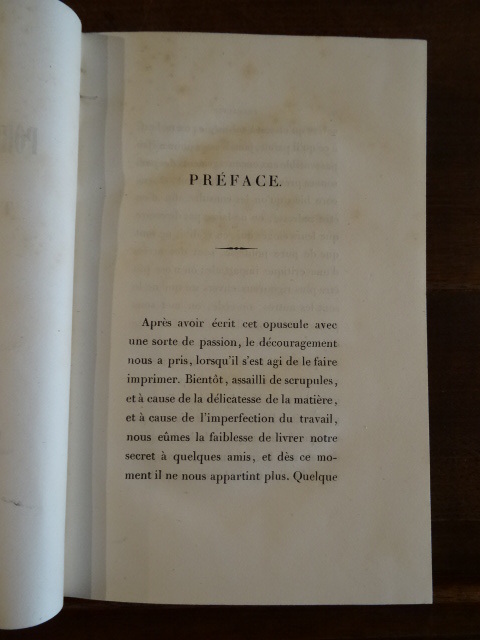 PRÉFACE.
Après avoir écrit cet opuscule avec
une sorte de passion, le découragement
nous a pris, lorsqu'il s'est agi de le faire
imprimer. Bientôt, assailli de scrupules,
et à cause de la délicatesse de la matière,
et à cause de l'imperfection du travail,
nous eûmes la faiblesse de livrer notre
secret à quelques amis, et dès ce mo-
ment il ne nous appartint plus. Quelque